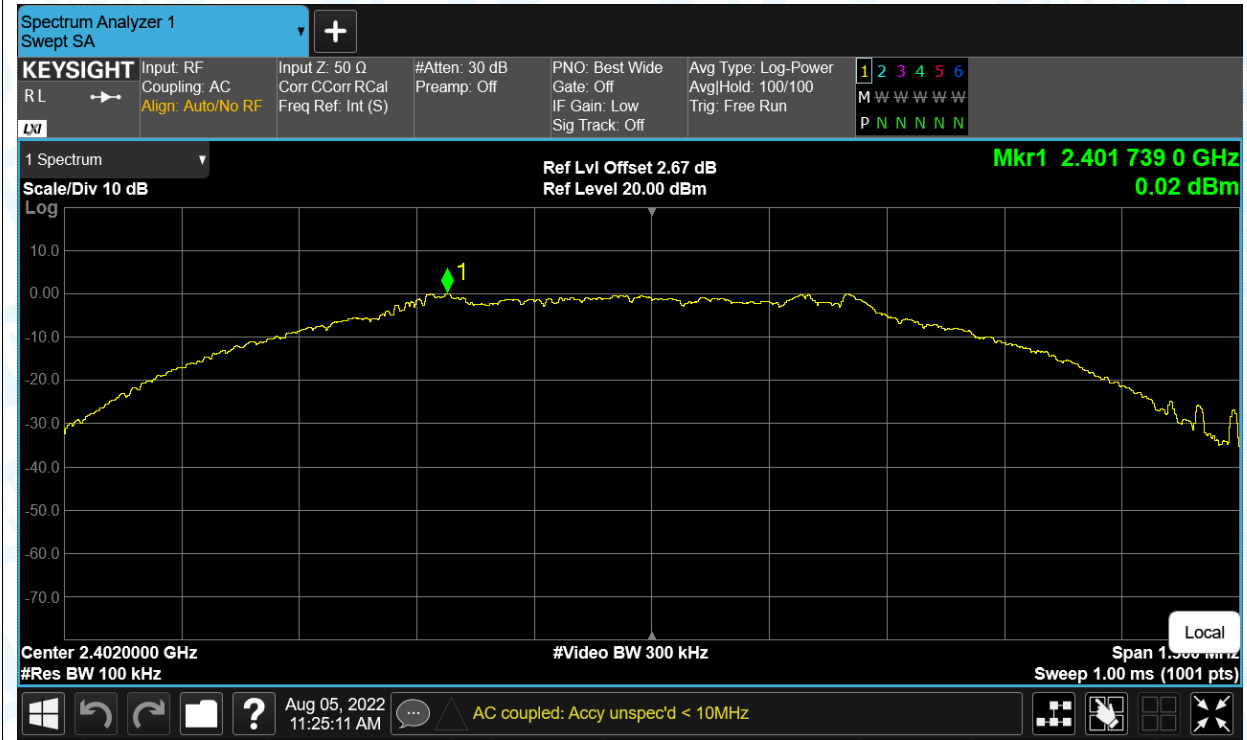 Spectrum Analyzer 1
Swept SA
KEYSIGHT
R L
LXI
Input: RF
Coupling: AC
Align: Auto/No RF
Input Z: 50 Ω
Corr CCorr RCal
Freq Ref: Int (S)
#Atten: 30 dB
Preamp: Off
PNO: Best Wide
Gate: Off
IF Gain: Low
Sig Track: Off
Avg Type: Log-Power
Avg|Hold: 100/100
Trig: Free Run
1 2 3 4 5 6
M W W W W W
P N N N N N
1 Spectrum
Scale/Div 10 dB
Log
Ref Lvl Offset 2.67 dB
Ref Level 20.00 dBm
Mkr1 2.401 739 0 GHz
0.02 dBm
1
10.0
0.00
-10.0
-20.0
-30.0
-40.0
-50.0
-60.0
-70.0
Local
Center 2.4020000 GHz
#Video BW 300 kHz
Span
#Res BW 100 kHz
Sweep 1.00 ms (1001 pts)
?
Aug 05, 2022
11:25:11 AM
AC coupled: Accy unspec'd < 10MHz